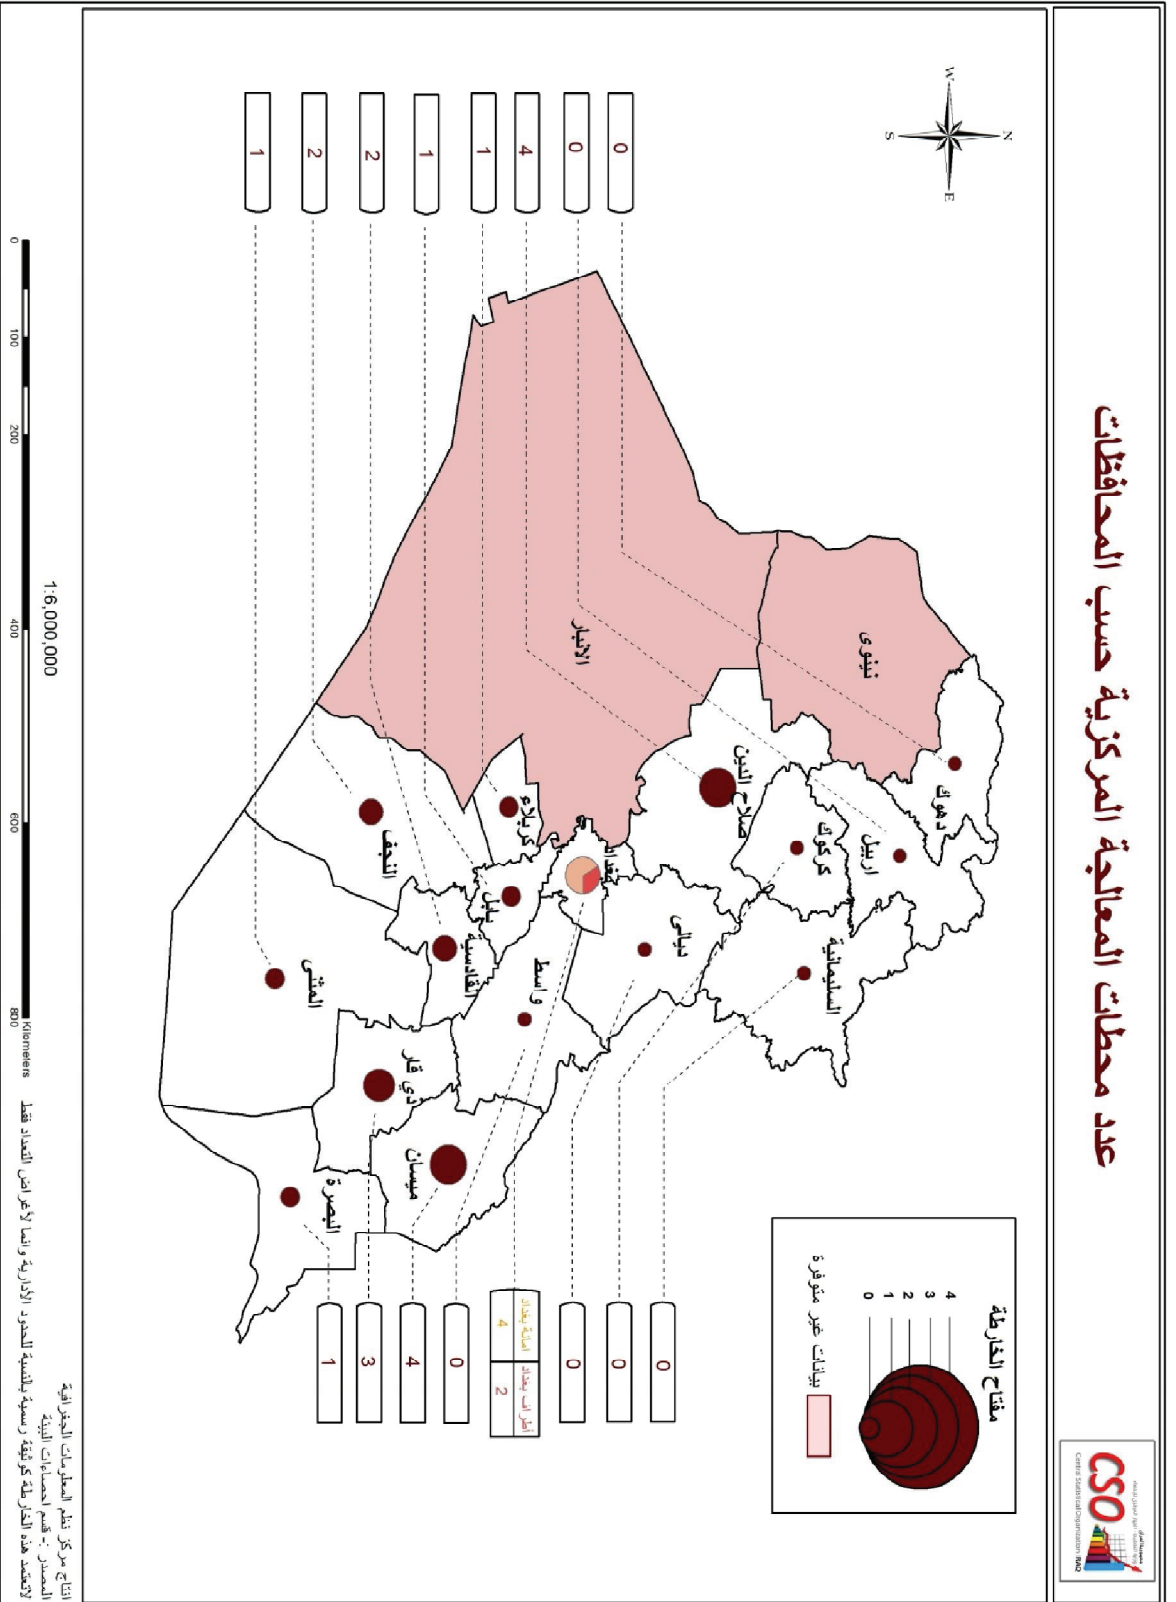 عدد محطات المعالجة المركزية حسب المحافظات
CSO
Central Statistical Organization IRAQ
N
W
E
S
مفتاح الخارطة
4
3
2
1
0
بيانات غير متوفرة
0
0
4
1
1
2
2
1
دهوك
نينوى
اربيل
كركوك
السليمانية
صلاح الدين
ديالى
الانبار
بغداد
كربلاء
بابل
واسط
النجف
القادسية
ميسان
ذي قار
المثنى
البصرة
0
0
0
امانة بغداد
4
أطراف بغداد
2
0
4
3
1
1:6,000,000
0 100 200 400 600 800
Kilometers
انتاج مركز نظم المعلومات الجغرافية
المصدر :- قسم احصاءات البيئة
لاتعتمد هذه الخارطة كوثيقة رسمية بالنسبة للحدود الأدارية وانما لأغراض التعداد فقط